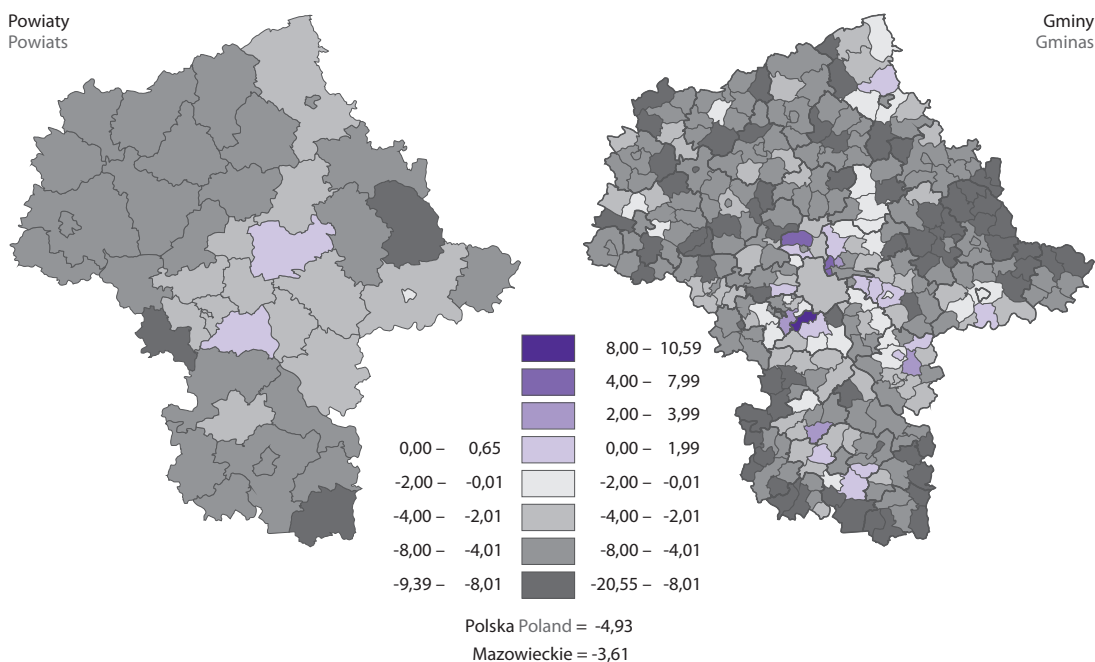 Powiaty
Powiats
Gminy
Gminas
8,00 – 10,59
4,00 – 7,99
2,00 – 3,99
0,00 – 0,65 0,00 – 1,99
-2,00 – -0,01 -2,00 – -0,01
-4,00 – -2,01 -4,00 – -2,01
-8,00 – -4,01 -8,00 – -4,01
-9,39 – -8,01 -20,55 – -8,01
Polska Poland = -4,93
Mazowieckie = -3,61